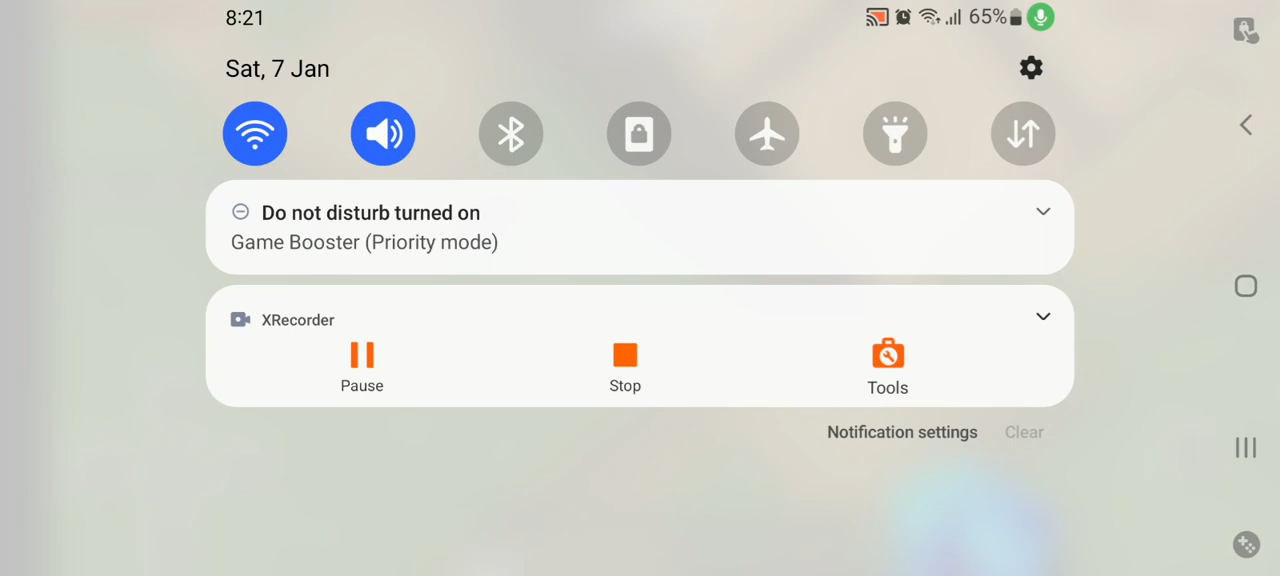 8:21
65%
Sat, 7 Jan
Do not disturb turned on
Game Booster (Priority mode)
XRecorder
Pause
Stop
Tools
Notification settings
Clear